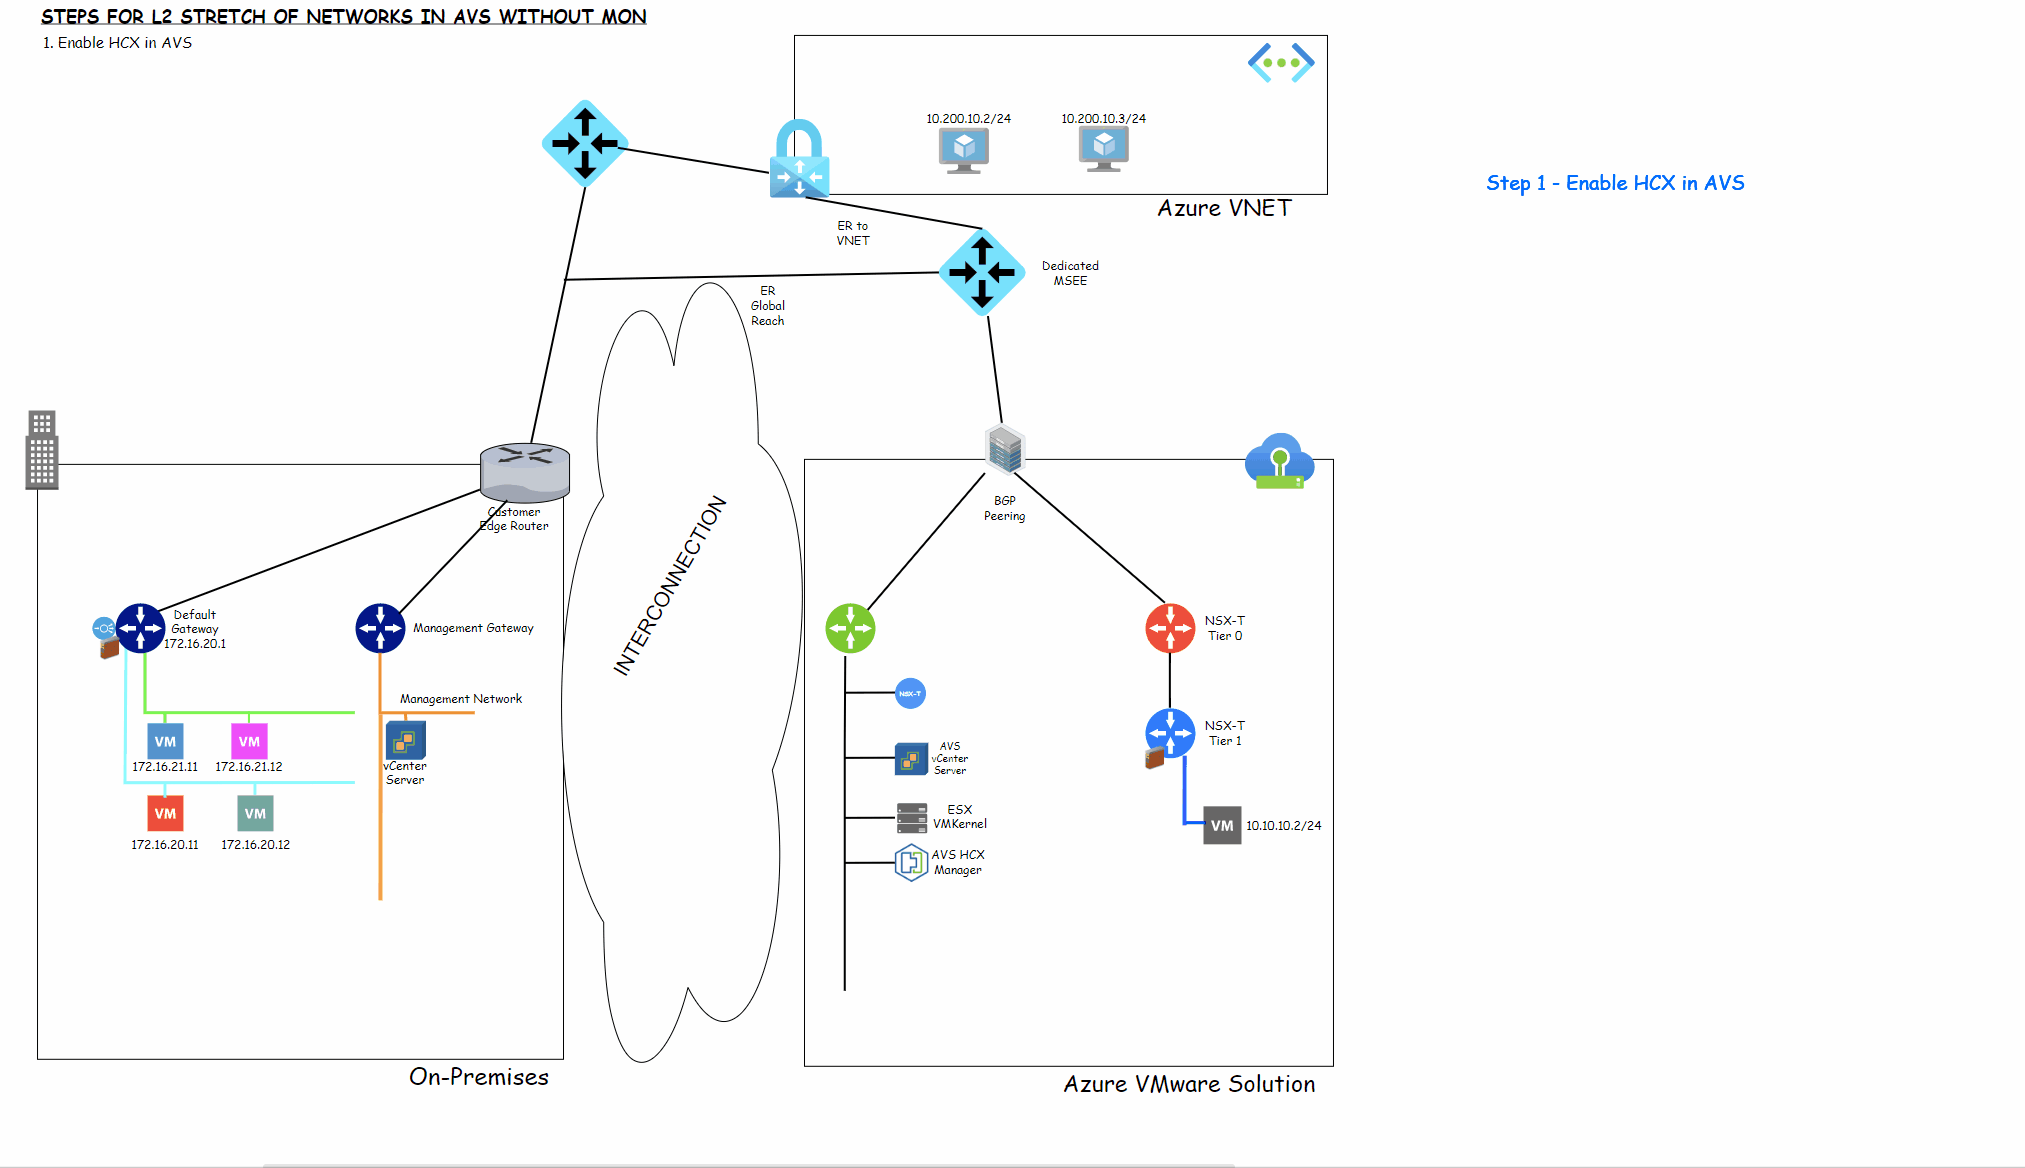 STEPS FOR L2 STRETCH OF NETWORKS IN AVS WITHOUT MON
1. Enable HCX in AVS
10.200.10.2/24
10.200.10.3/24
Azure VNET
Step 1 - Enable HCX in AVS
ER to
VNET
Dedicated
MSEE
ER
Global
Reach
Customer
Edge Router
INTERCONNECTION
BGP
Peering
Default
Gateway
172.16.20.1
Management Gateway
Management Network
VM
VM
172.16.21.11
172.16.21.12
vCenter
Server
VM
VM
172.16.20.11
172.16.20.12
On-Premises
NSX-T
AVS
vCenter
Server
ESX
VMKernel
AVS HCX
Manager
NSX-T
Tier 0
NSX-T
Tier 1
VM
10.10.10.2/24
Azure VMware Solution